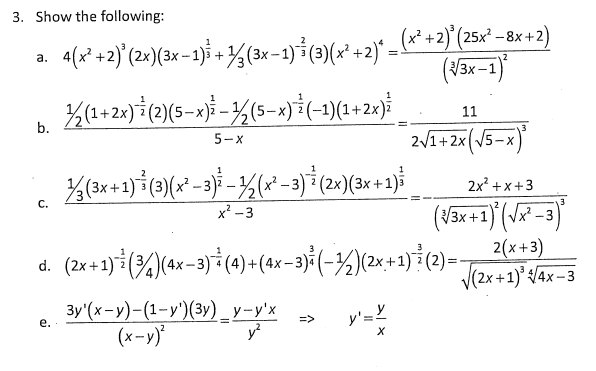 3. Show the following:
a. 4(x²+2)³(2x)(3x−1)^(1/3) + 1/3(3x−1)^(−2/3)(3)(x²+2)⁴ = (x²+2)³(25x²−8x+2) / (∛(3x−1))²
b. [1/2(1+2x)^(−1/2)(2)(5−x)^(1/2) − 1/2(5−x)^(−1/2)(−1)(1+2x)^(1/2)] / (5−x) = 11 / (2√(1+2x)(√(5−x))³)
c. [1/3(3x+1)^(−2/3)(3)(x²−3)^(1/2) − 1/2(x²−3)^(−1/2)(2x)(3x+1)^(1/3)] / (x²−3) = − (2x²+x+3) / ((∛(3x+1))²(√(x²−3))³)
d. (2x+1)^(−1/2)(3/4)(4x−3)^(−1/4)(4)+(4x−3)^(3/4)(−1/2)(2x+1)^(−3/2)(2) = 2(x+3) / (√((2x+1)³) ∜(4x−3))
e. [3y'(x−y)−(1−y')(3y)] / (x−y)² = (y−y'x) / y² => y' = y/x